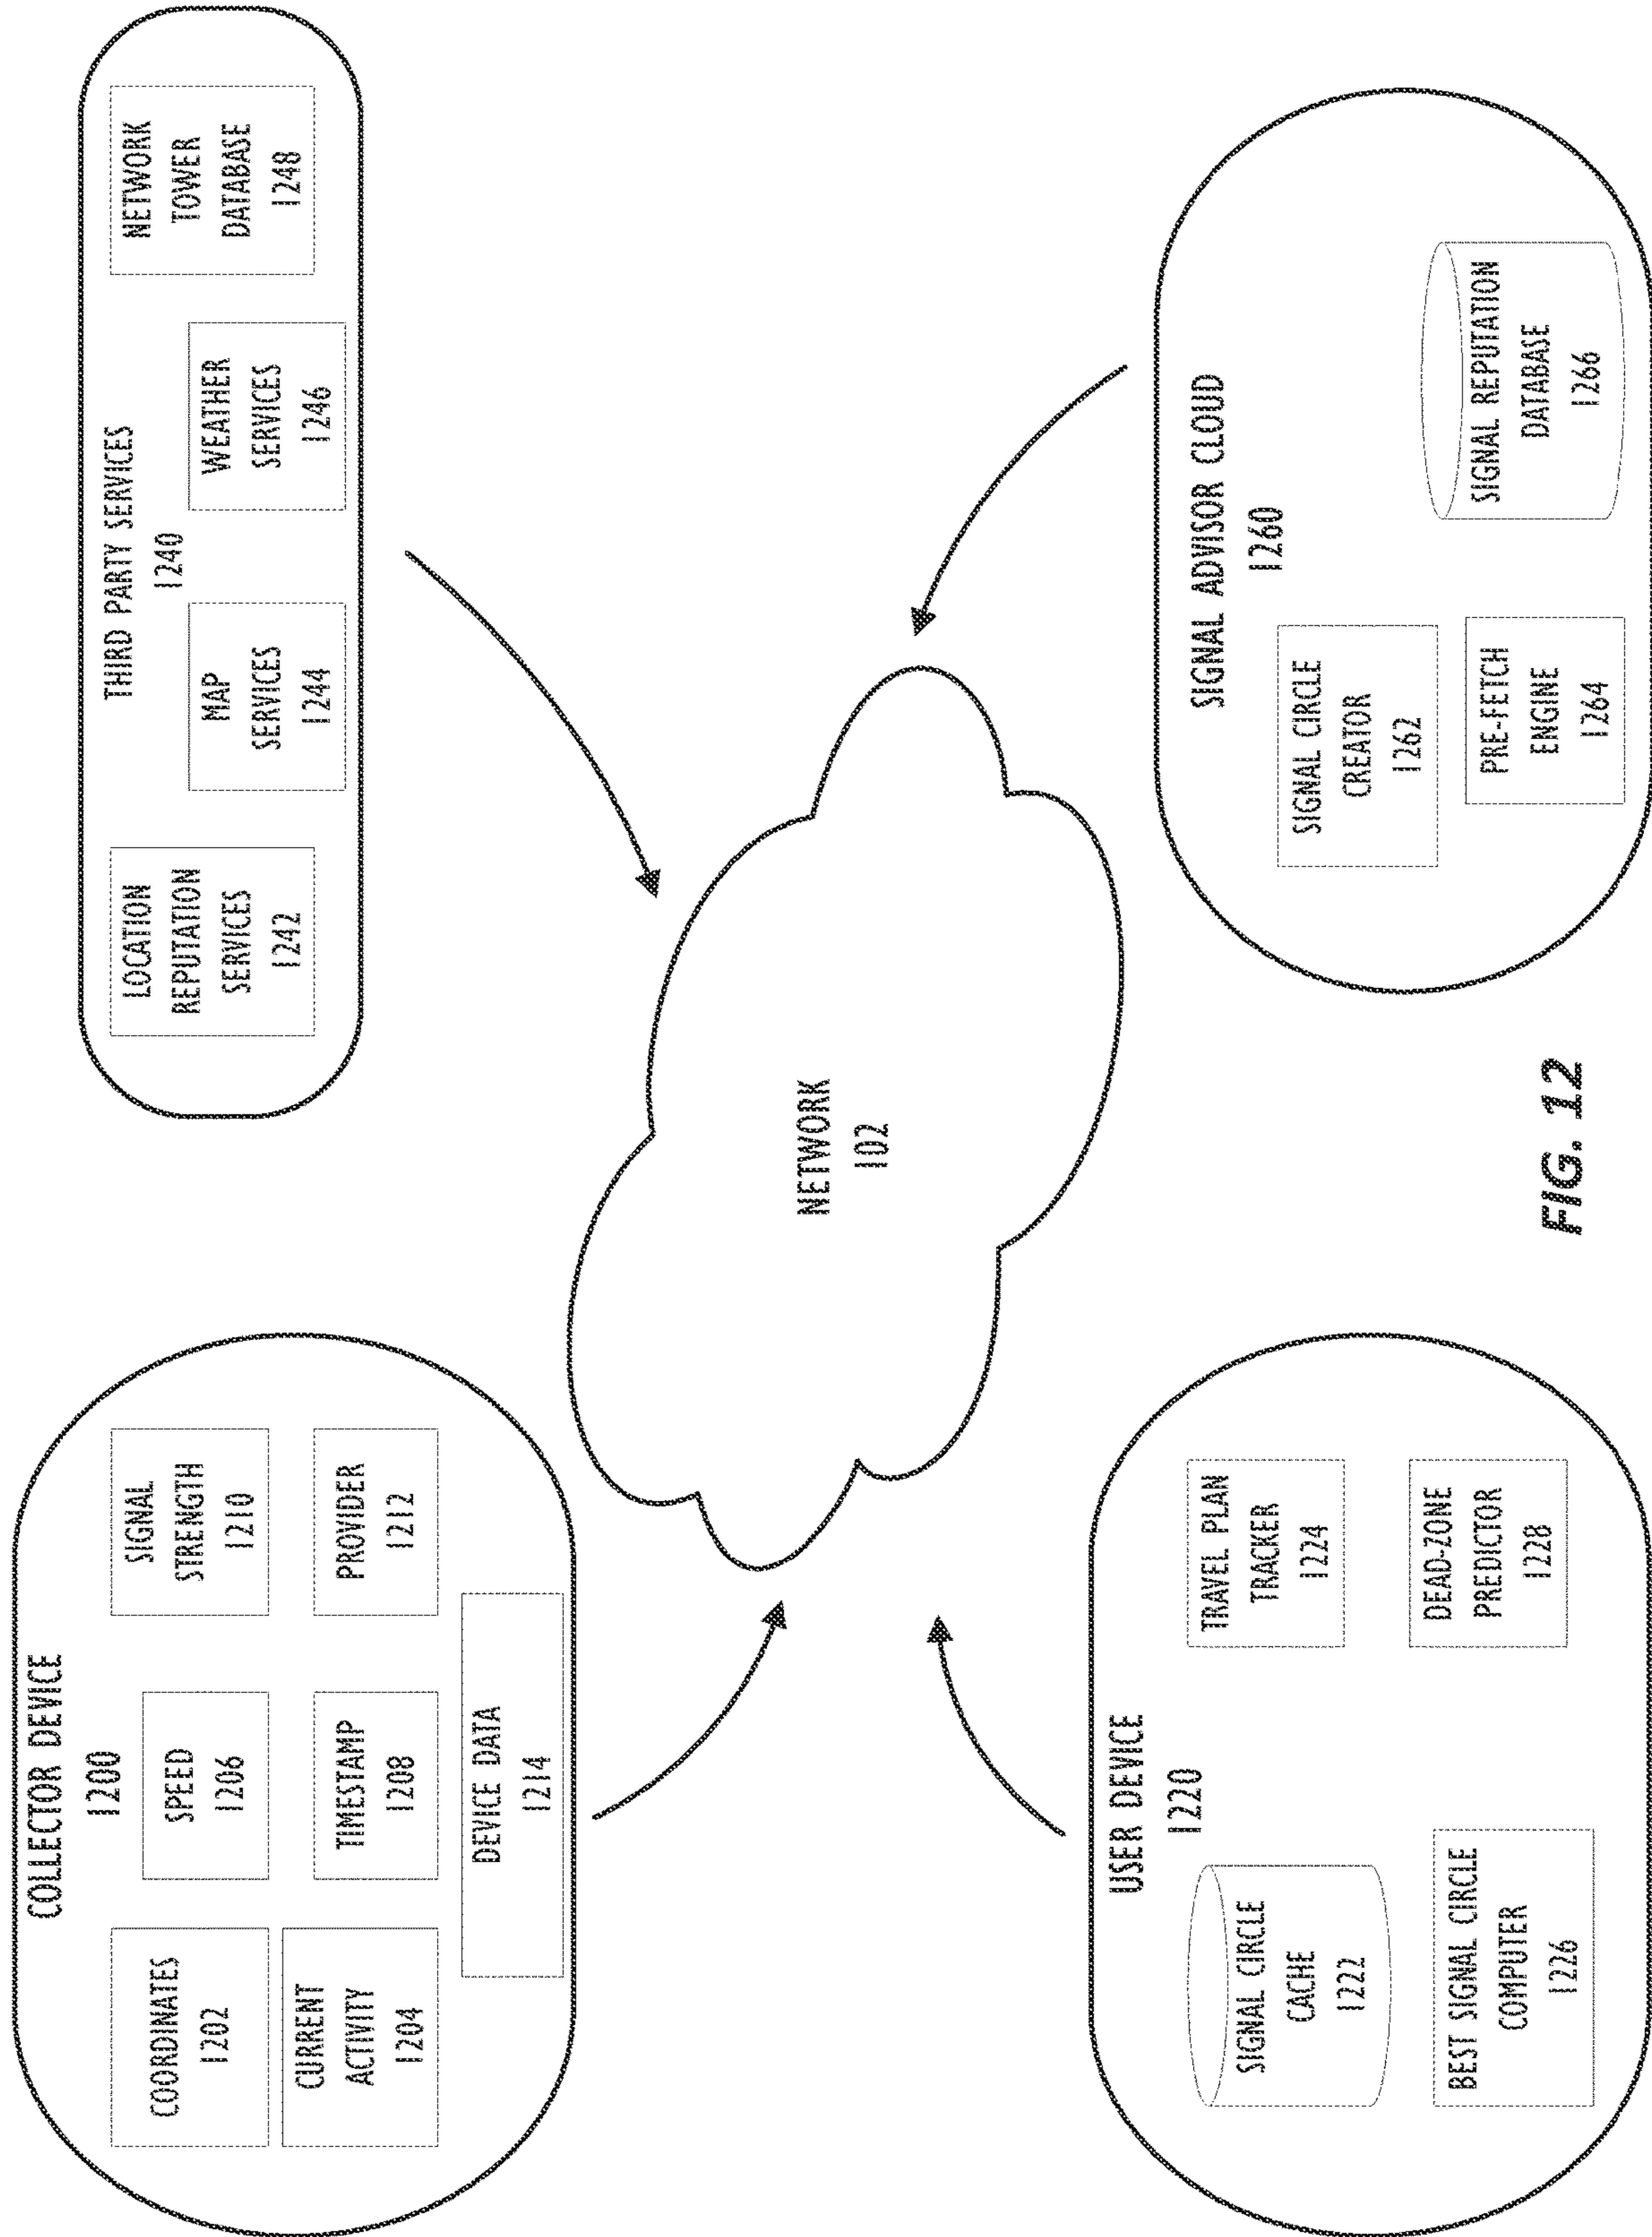 COLLECTOR DEVICE
1200
COORDINATES
1202
SPEED
1206
SIGNAL
STRENGTH
1210
CURRENT
ACTIVITY
1204
TIMESTAMP
1208
PROVIDER
1212
DEVICE DATA
1214
THIRD PARTY SERVICES
1240
LOCATION
REPUTATION
SERVICES
1242
MAP
SERVICES
1244
WEATHER
SERVICES
1246
NETWORK
TOWER
DATABASE
1248
NETWORK
102
USER DEVICE
1220
SIGNAL CIRCLE
CACHE
1222
TRAVEL PLAN
TRACKER
1224
BEST SIGNAL CIRCLE
COMPUTER
1226
DEAD-ZONE
PREDICTOR
1228
SIGNAL ADVISOR CLOUD
1260
SIGNAL CIRCLE
CREATOR
1262
PRE-FETCH
ENGINE
1264
SIGNAL REPUTATION
DATABASE
1266
FIG. 12